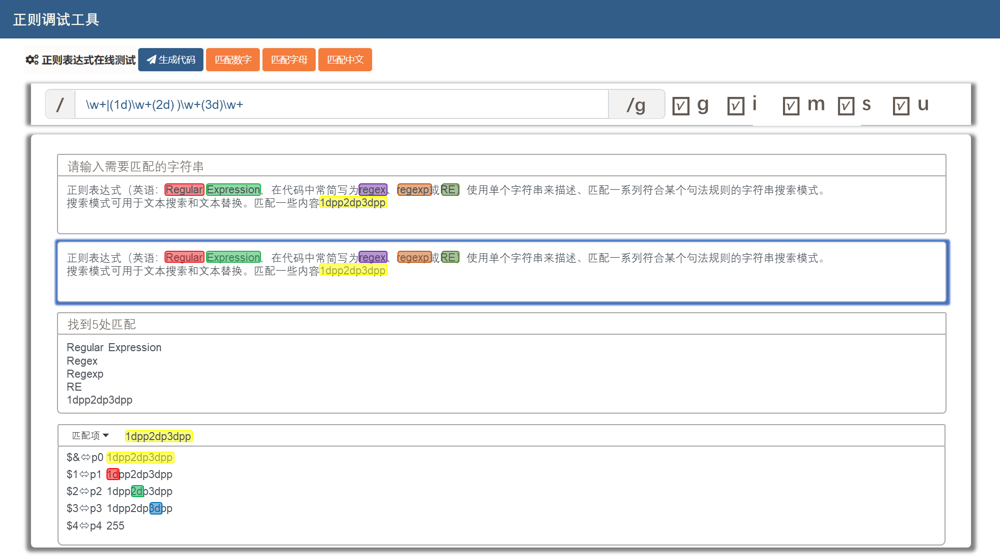 正则调试工具
正则表达式在线测试 生成代码 匹配数字 匹配字母 匹配中文
/ \w+|(1d)\w+(2d) )\w+(3d)\w+ /g g i m s u
请输入需要匹配的字符串
正则表达式（英语：Regular Expression，在代码中常简写为regex、regexp或RE） 使用单个字符串来描述、匹配一系列符合某个句法规则的字符串搜索模式。
搜索模式可用于文本搜索和文本替换。匹配一些内容1dpp2dp3dpp
正则表达式（英语：Regular Expression，在代码中常简写为regex、regexp或RE） 使用单个字符串来描述、匹配一系列符合某个句法规则的字符串搜索模式。
搜索模式可用于文本搜索和文本替换。匹配一些内容1dpp2dp3dpp
找到5处匹配
Regular Expression
Regex
Regexp
RE
1dpp2dp3dpp
匹配项 1dpp2dp3dpp
$&⇔p0 1dpp2dp3dpp
$1⇔p1 1dpp2dp3dpp
$2⇔p2 1dpp2dp3dpp
$3⇔p3 1dpp2dp3dpp
$4⇔p4 255